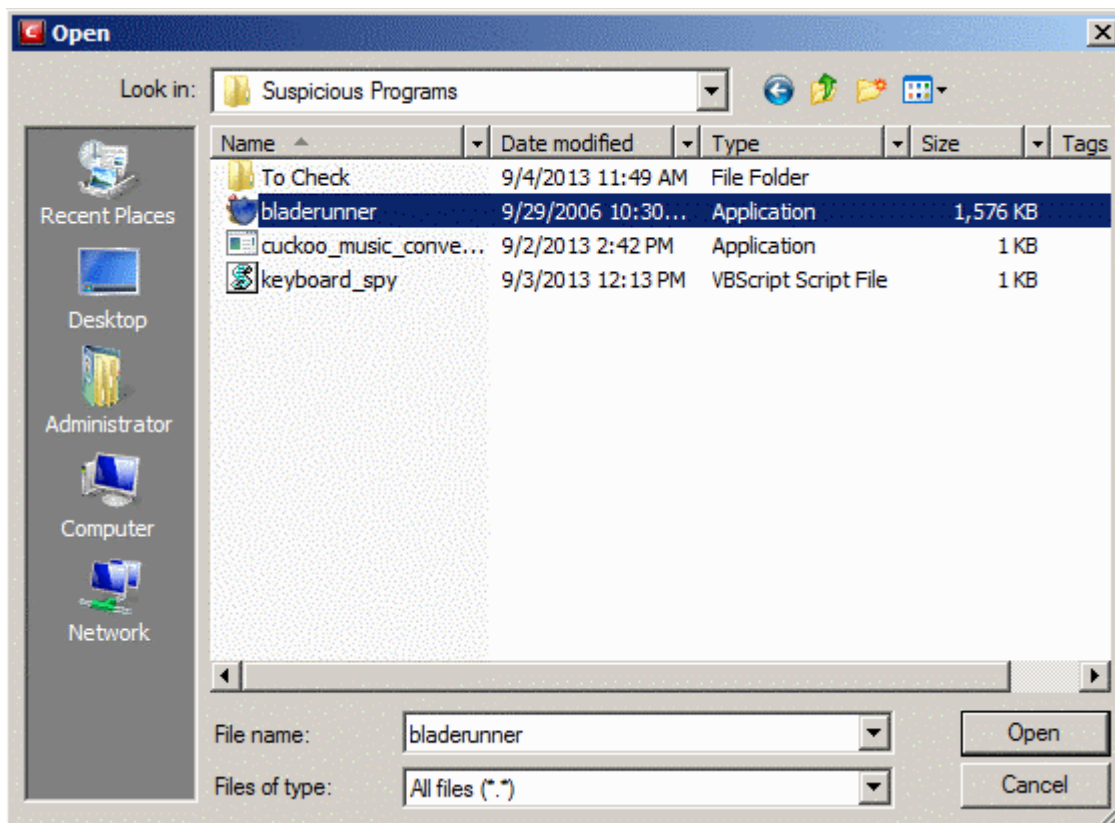 Open
Look in: Suspicious Programs
Name Date modified Type Size Tags
To Check 9/4/2013 11:49 AM File Folder
bladerunner 9/29/2006 10:30... Application 1,576 KB
cuckoo_music_conve... 9/2/2013 2:42 PM Application 1 KB
keyboard_spy 9/3/2013 12:13 PM VBScript Script File 1 KB
Recent Places
Desktop
Administrator
Computer
Network
File name: bladerunner Open
Files of type: All files (*.*) Cancel